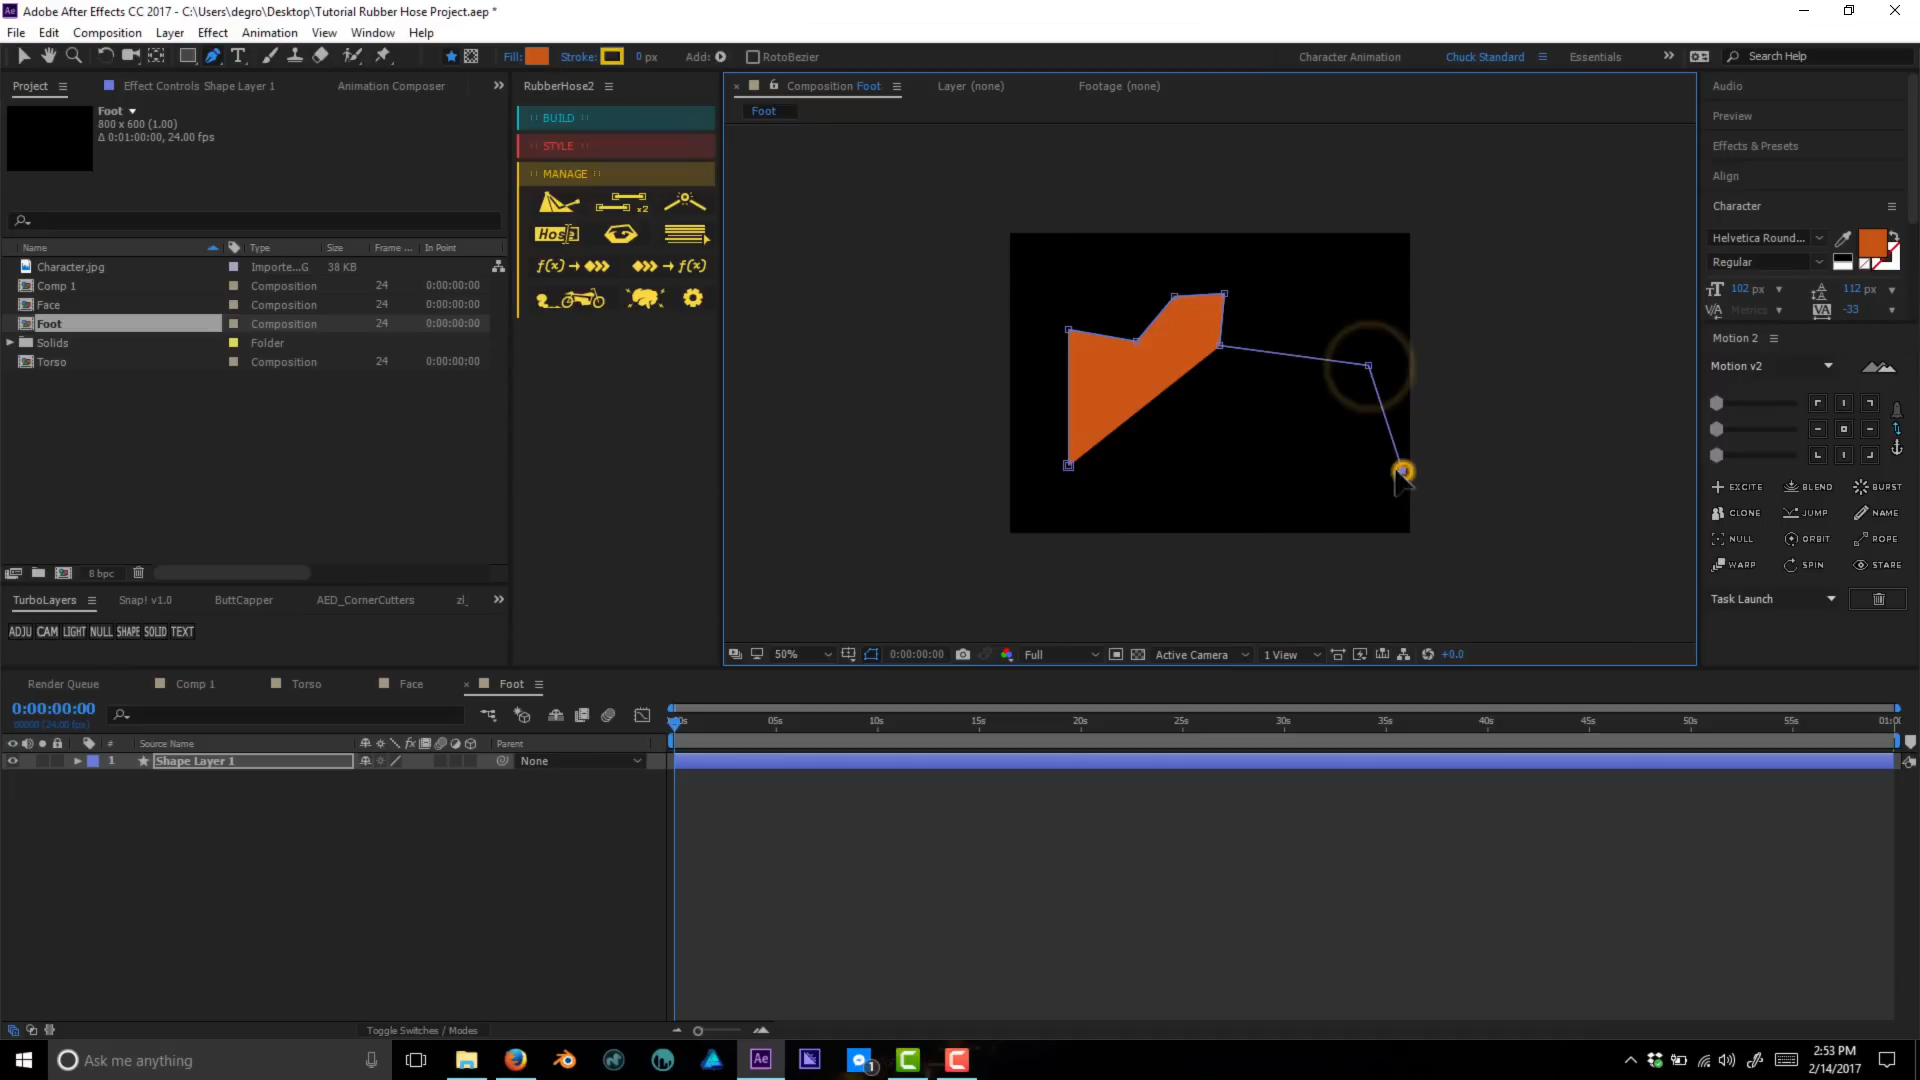 Adobe After Effects CC 2017 - C:\Users\degro\Desktop\Tutorial Rubber Hose Project.aep *
File Edit Composition Layer Effect Animation View Window Help
Fill: Stroke: 0 px Add: RotoBezier Character Animation Chuck Standard Essentials Search Help
Project Effect Controls Shape Layer 1 Animation Composer
Foot
800 x 600 (1.00)
Δ 0:01:00:00, 24.00 fps
Name Type Size Frame ... In Point
Character.jpg Importe...G 38 KB
Comp 1 Composition 24 0:00:00:00
Face Composition 24 0:00:00:00
Foot Composition 24 0:00:00:00
Solids Folder
Torso Composition 24 0:00:00:00
8 bpc
TurboLayers Snap! v1.0 ButtCapper AED_CornerCutters zl_
ADJU CAM LIGHT NULL SHAPE SOLID TEXT
RubberHose2
BUILD
STYLE
MANAGE
x2
Hose
f(x) f(x)
Composition Foot Layer (none) Footage (none)
Foot
50% 0:00:00:00 Full Active Camera 1 View +0.0
Audio
Preview
Effects & Presets
Align
Character
Helvetica Round...
Regular
102 px 112 px
Metrics -33
Motion 2
Motion v2
EXCITE BLEND BURST
CLONE JUMP NAME
NULL ORBIT ROPE
WARP SPIN STARE
Task Launch
Render Queue Comp 1 Torso Face Foot
0:00:00:00
00000 (24.00 fps)
05s 10s 15s 20s 25s 30s 35s 40s 45s 50s 55s
# Source Name fx Parent
1 Shape Layer 1 None
Toggle Switches / Modes
Ask me anything
Ae
1
2:53 PM
2/14/2017